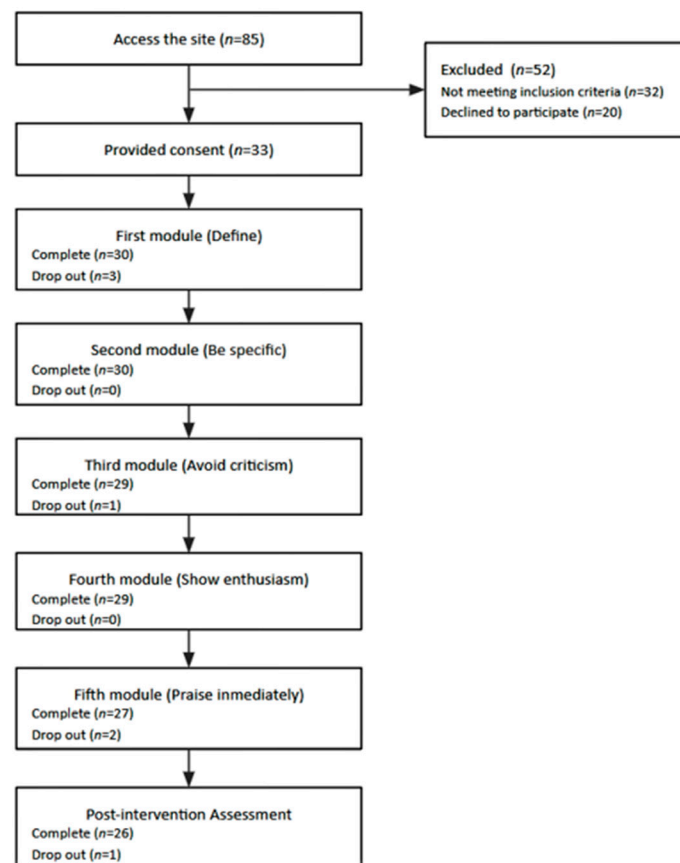 Access the site (n=85)
Excluded (n=52)
Not meeting inclusion criteria (n=32)
Declined to participate (n=20)
Provided consent (n=33)
First module (Define)
Complete (n=30)
Drop out (n=3)
Second module (Be specific)
Complete (n=30)
Drop out (n=0)
Third module (Avoid criticism)
Complete (n=29)
Drop out (n=1)
Fourth module (Show enthusiasm)
Complete (n=29)
Drop out (n=0)
Fifth module (Praise inmediately)
Complete (n=27)
Drop out (n=2)
Post-intervention Assessment
Complete (n=26)
Drop out (n=1)